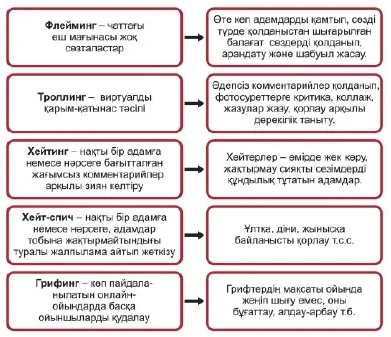 Флейминг – чаттағы
еш мағынасы жоқ
сөзталастар
Өте көп адамдарды қамтып, сөзді
түрде қолданыстан шығарылған
балағат сөздерді қолданып,
арандату және шабуыл жасау.
Троллинг – виртуалды
қарым-қатынас тәсілі
Әдепсіз комментарийлер қолданып,
фотосуреттерге критика, коллаж,
жазулар жазу, қорлау арқылы
дерекілік таныту.
Хейтинг – нақты бір адамға
немесе нәрсеге бағытталған
жағымсыз комментарийлер
арқылы зиян келтіру
Хейтерлер – өмірде жек көру,
жақтырмау сияқты сезімдерді
құндылық тұтатын адамдар.
Хейт-спич – нақты бір адамға
немесе нәрсеге, адамдар
тобына жақтырмайтындығы
туралы жалпылама айтып жеткізу
Ұлтқа, діни, жынысқа
байланысты қорлау т.с.с.
Грифинг – көп пайдала-
нылатын онлайн-
ойындарда басқа
ойыншыларды қудалау
Грифтердің мақсаты ойында
жеңіп шығу емес, оны
бұғаттау, алдау-арбау т.б.